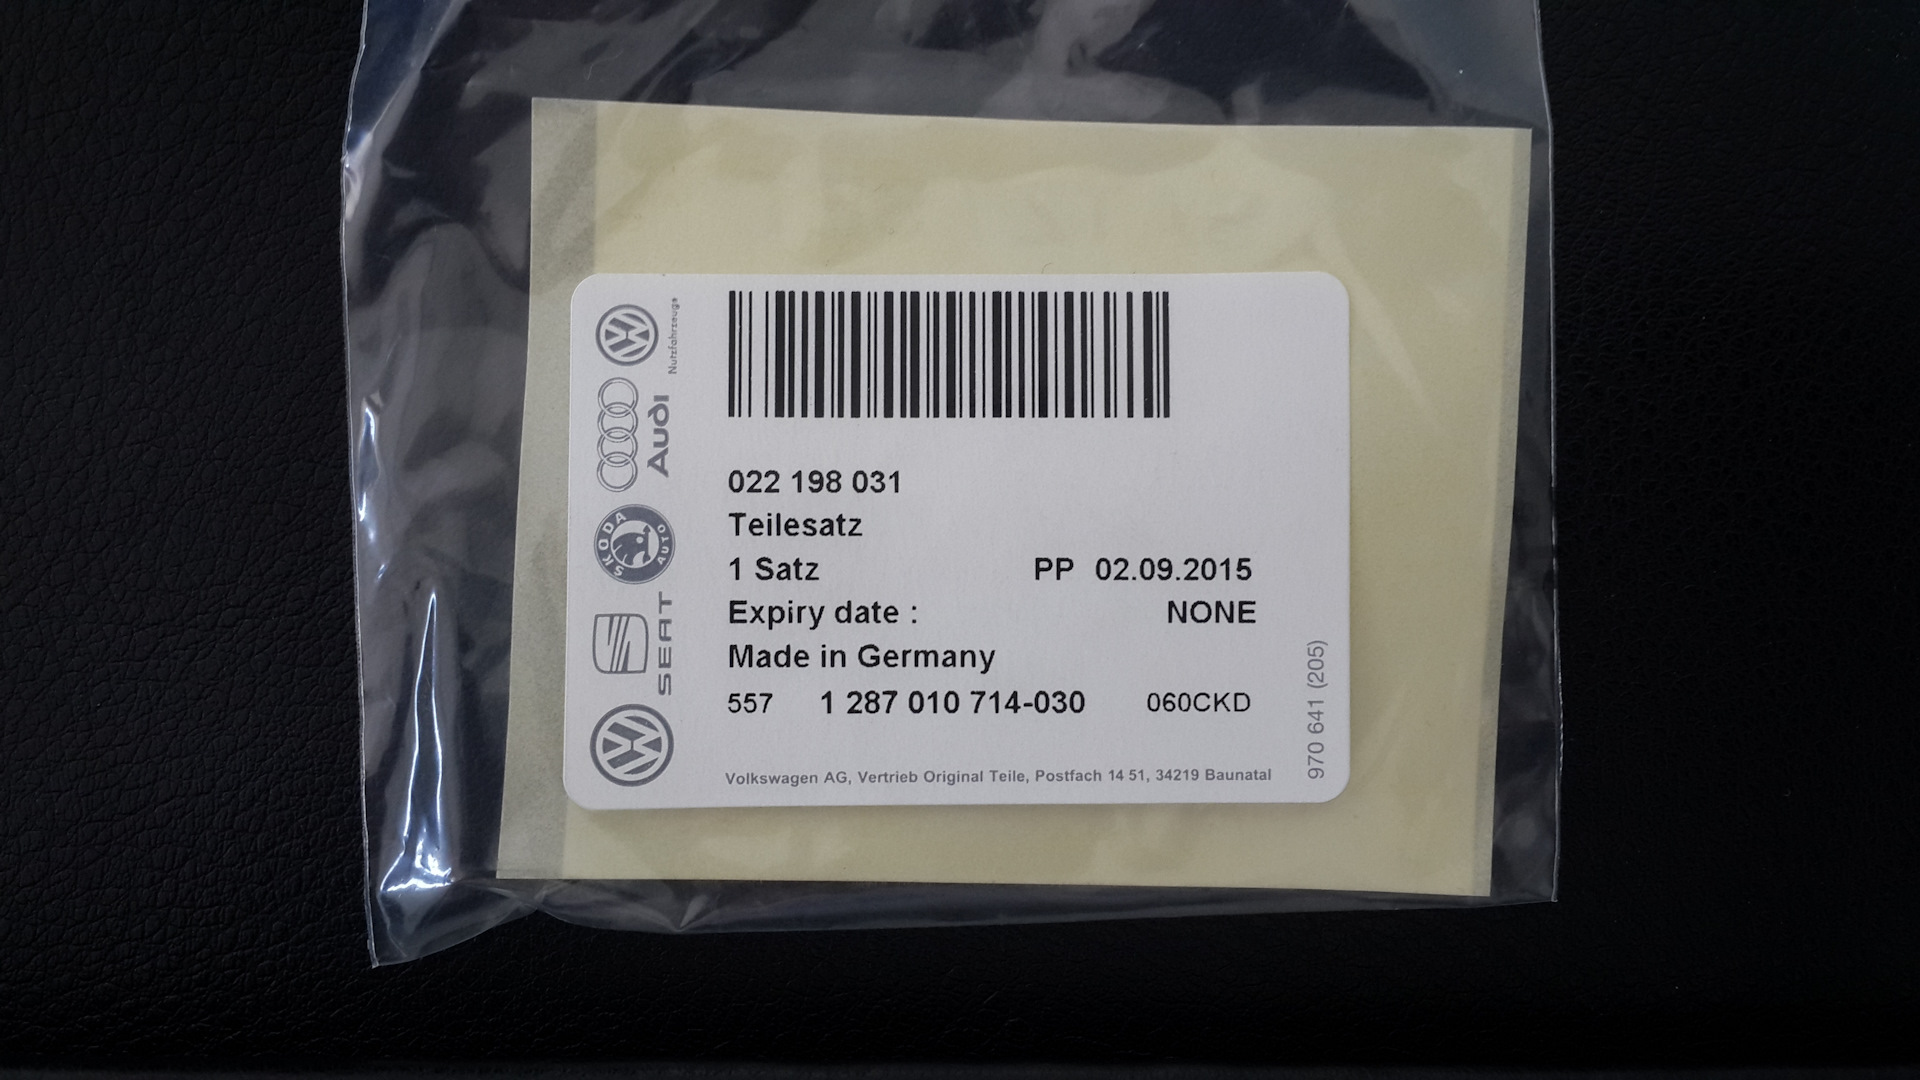 Nutzfahrzeuge
Audi
SKODA
AUTO
SEAT
022 198 031
Teilesatz
1 Satz PP 02.09.2015
Expiry date : NONE
Made in Germany
557 1 287 010 714-030 060CKD
Volkswagen AG, Vertrieb Original Teile, Postfach 14 51, 34219 Baunatal
970 641 (205)